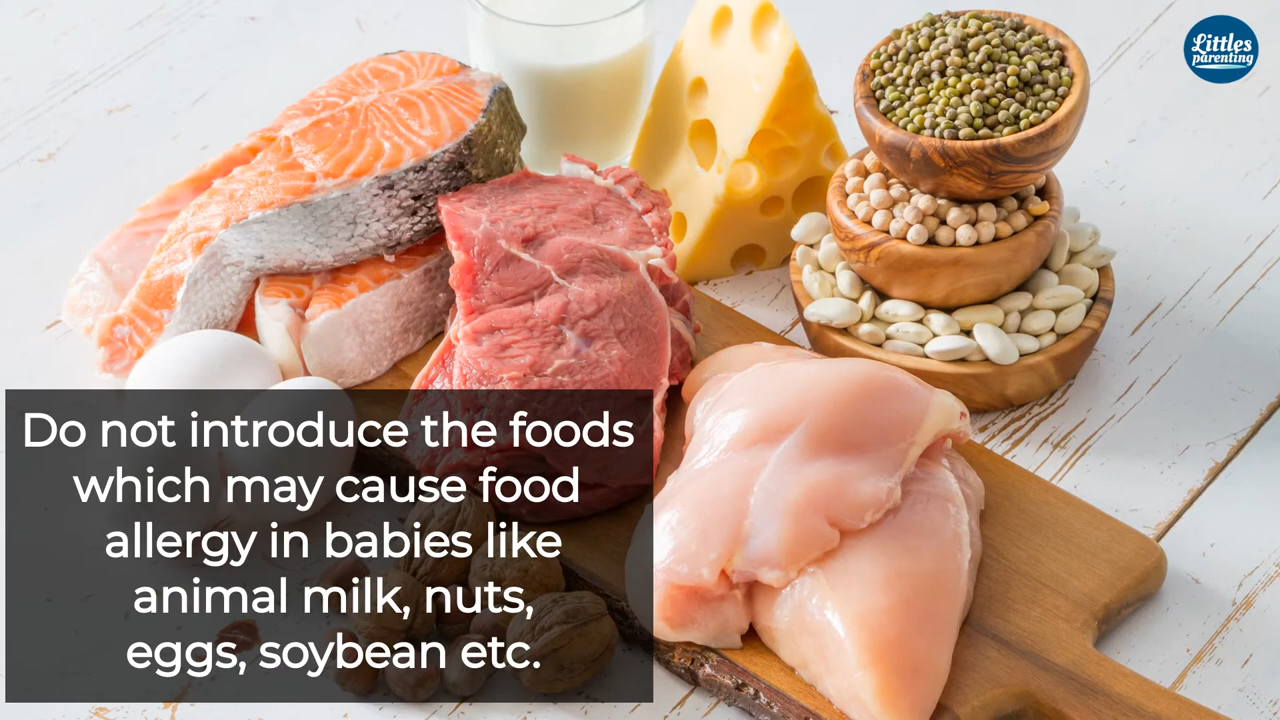 Littles
parenting
Do not introduce the foods
which may cause food
allergy in babies like
animal milk, nuts,
eggs, soybean etc.